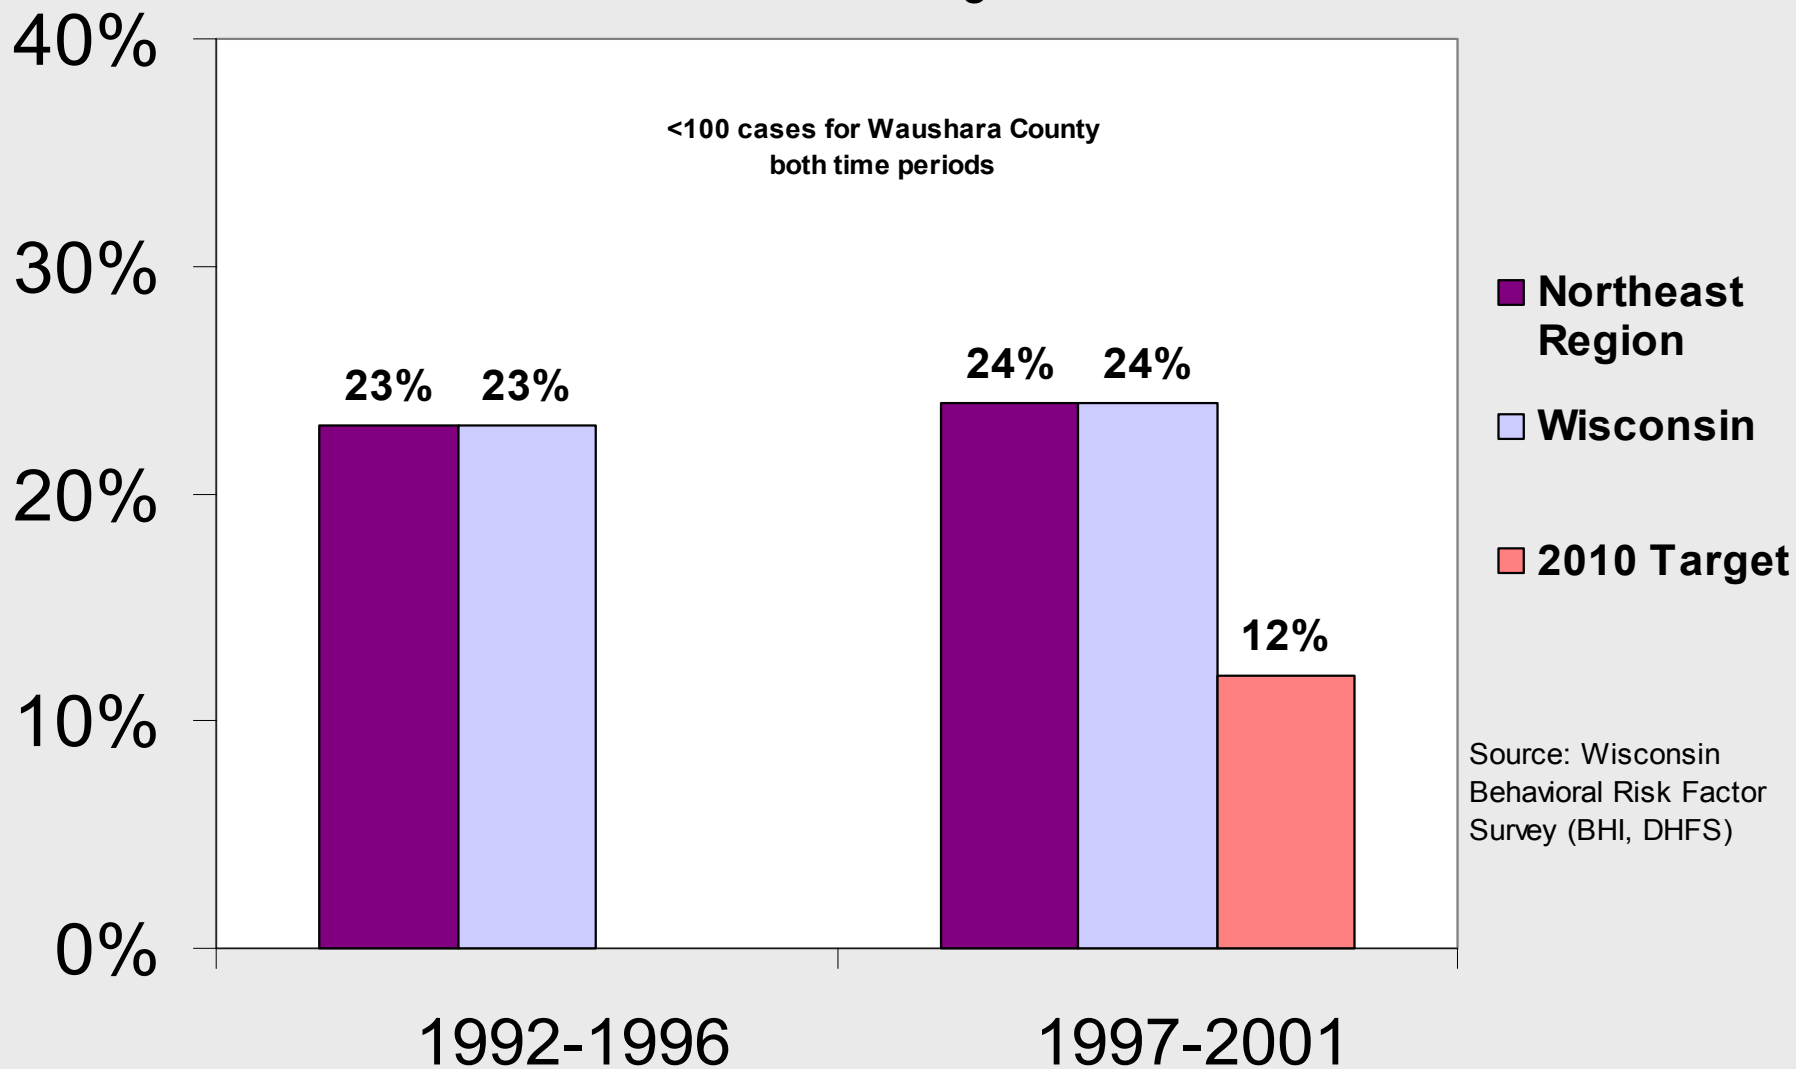 40%
30%
20%
10%
0%
<100 cases for Waushara County
both time periods
23% 23%
24% 24%
12%
1992-1996 1997-2001
Northeast
Region
Wisconsin
2010 Target
Source: Wisconsin
Behavioral Risk Factor
Survey (BHI, DHFS)